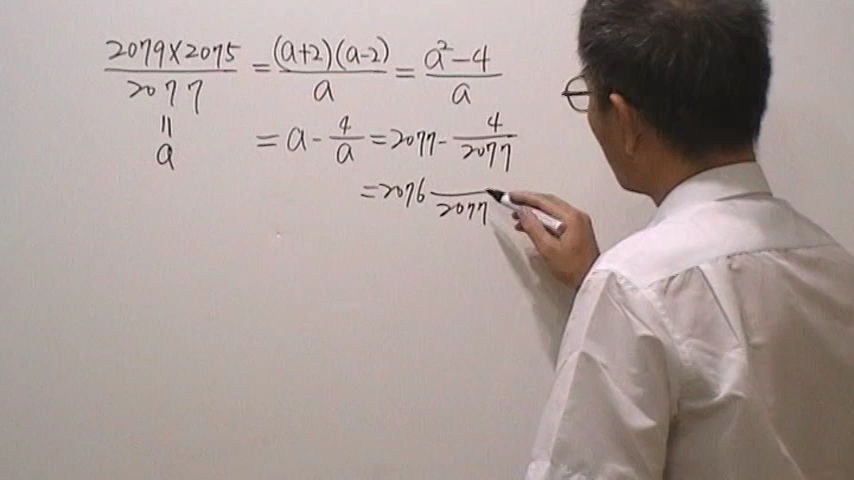 2079×2075/2077 = (a+2)(a-2)/a = a²-4/a
= a - 4/a = 2077 - 4/2077
॥
a
= 2076 /2077